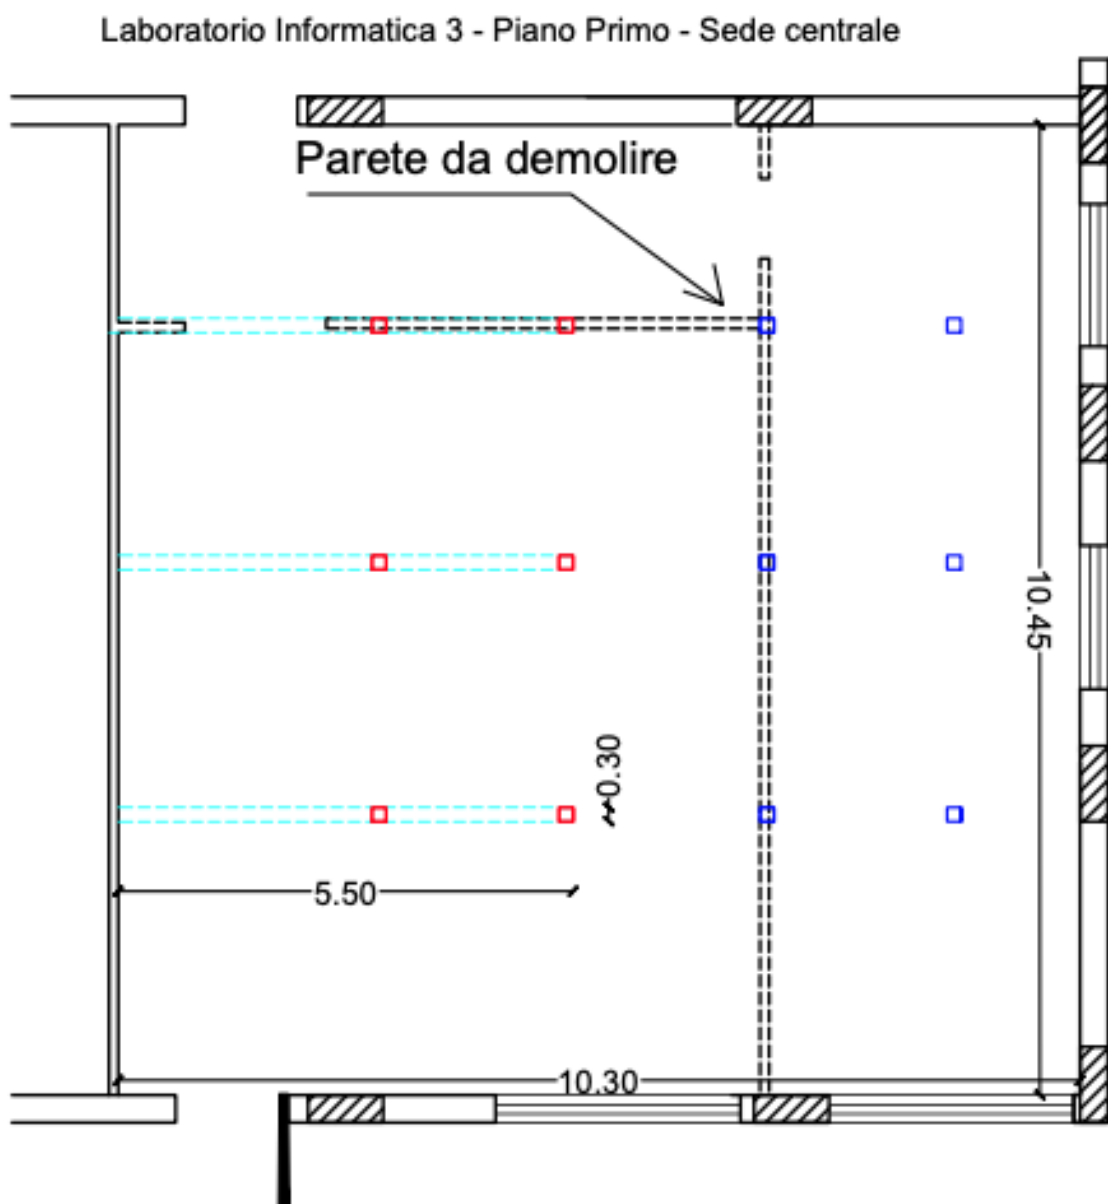 Laboratorio Informatica 3 - Piano Primo - Sede centrale
Parete da demolire
10.45
0.30
5.50
10.30